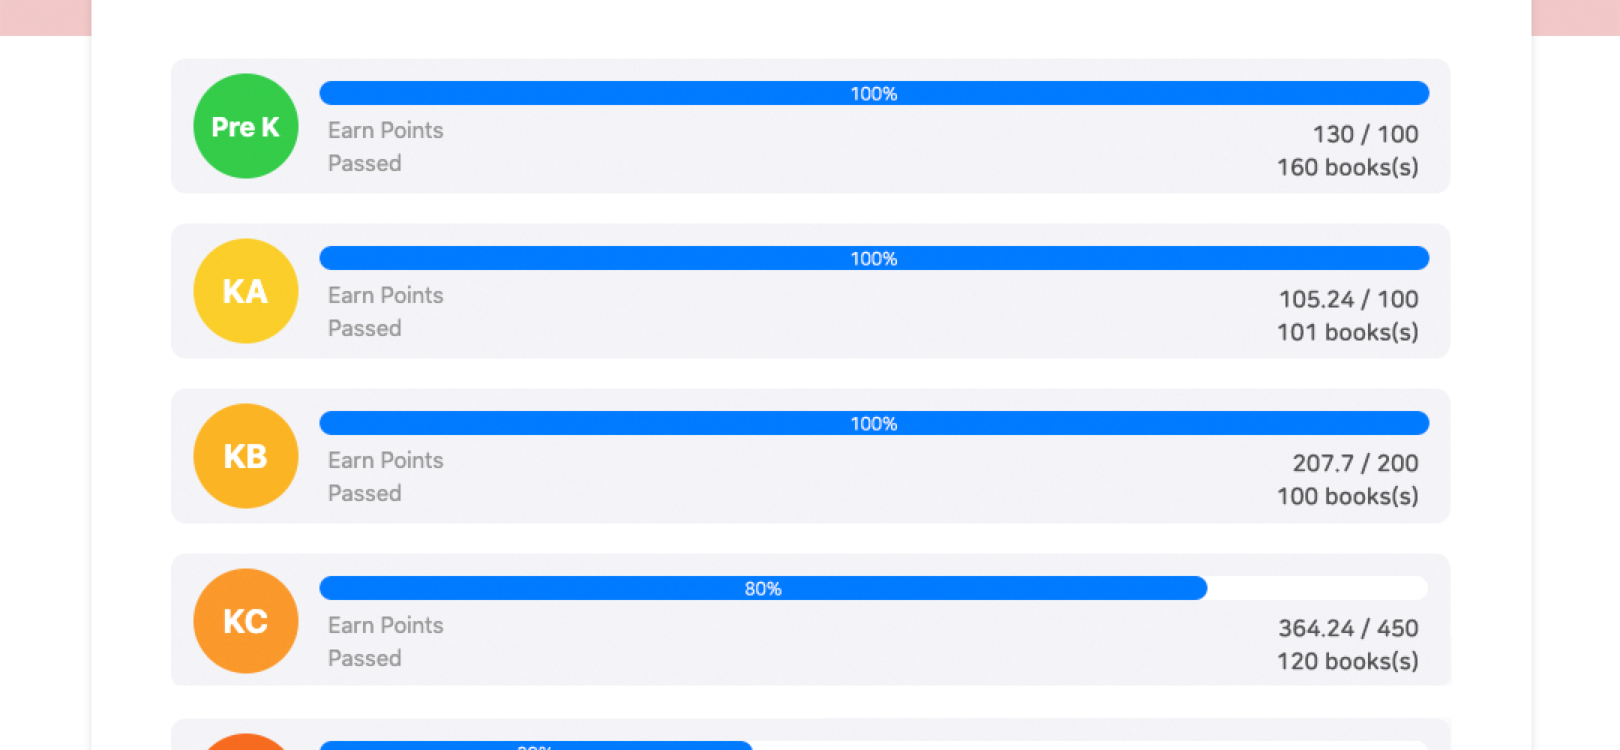 100%
Pre K
Earn Points
130 / 100
Passed
160 books(s)
100%
KA
Earn Points
105.24 / 100
Passed
101 books(s)
100%
KB
Earn Points
207.7 / 200
Passed
100 books(s)
80%
KC
Earn Points
364.24 / 450
Passed
120 books(s)